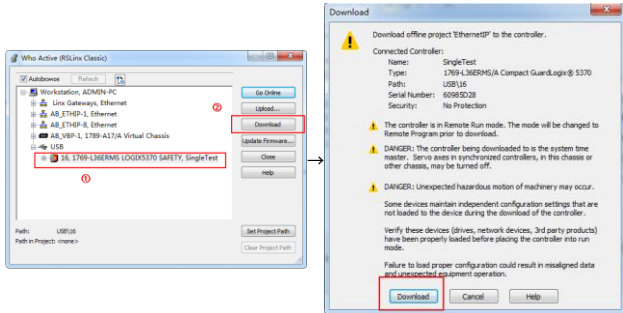 Who Active (RSLinx Classic)
Autobrowse
Refresh
Workstation, ADMIN-PC
Linx Gateways, Ethernet
AB_ETHIP-1, Ethernet
AB_ETHIP-8, Ethernet
AB_VBP-1, 1789-A17/A Virtual Chassis
USB
16, 1769-L36ERMS LOGIX5370 SAFETY, SingleTest
①
②
Go Online
Upload...
Download
Update Firmware...
Close
Help
Path: USB\16
Path in Project: <none>
Set Project Path
Clear Project Path
→
Download
Download offline project 'EthernetIP' to the controller.
Connected Controller:
Name: SingleTest
Type: 1769-L36ERMS/A Compact GuardLogix® 5370
Path: USB\16
Serial Number: 60985D28
Security: No Protection
The controller is in Remote Run mode. The mode will be changed to
Remote Program prior to download.
DANGER: The controller being downloaded to is the system time
master. Servo axes in synchronized controllers, in this chassis or
other chassis, may be turned off.
DANGER: Unexpected hazardous motion of machinery may occur.
Some devices maintain independent configuration settings that are
not loaded to the device during the download of the controller.
Verify these devices (drives, network devices, 3rd party products)
have been properly loaded before placing the controller into run
mode.
Failure to load proper configuration could result in misaligned data
and unexpected equipment operation.
Download
Cancel
Help